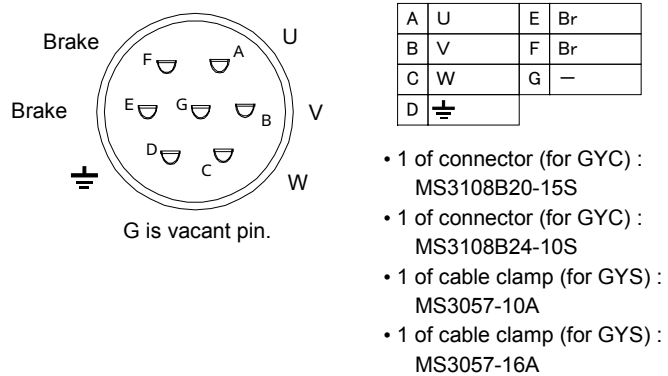 Brake
U
F
A
Brake
E
G
B
V
D
C
W
G is vacant pin.
A U E Br
B V F Br
C W G —
D ⏚
• 1 of connector (for GYC) :
MS3108B20-15S
• 1 of connector (for GYC) :
MS3108B24-10S
• 1 of cable clamp (for GYS) :
MS3057-10A
• 1 of cable clamp (for GYS) :
MS3057-16A